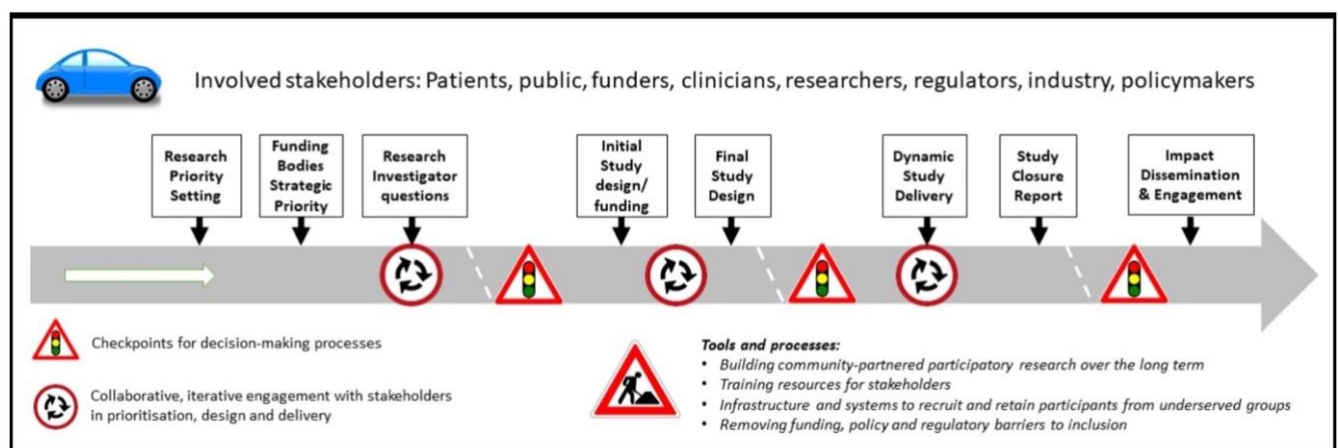 Involved stakeholders: Patients, public, funders, clinicians, researchers, regulators, industry, policymakers
Research
Priority
Setting
Funding
Bodies
Strategic
Priority
Research
Investigator
questions
Initial
Study
design/
funding
Final
Study
Design
Dynamic
Study
Delivery
Study
Closure
Report
Impact
Dissemination
& Engagement
Checkpoints for decision-making processes
Collaborative, iterative engagement with stakeholders
in prioritisation, design and delivery
Tools and processes:
• Building community-partnered participatory research over the long term
• Training resources for stakeholders
• Infrastructure and systems to recruit and retain participants from underserved groups
• Removing funding, policy and regulatory barriers to inclusion